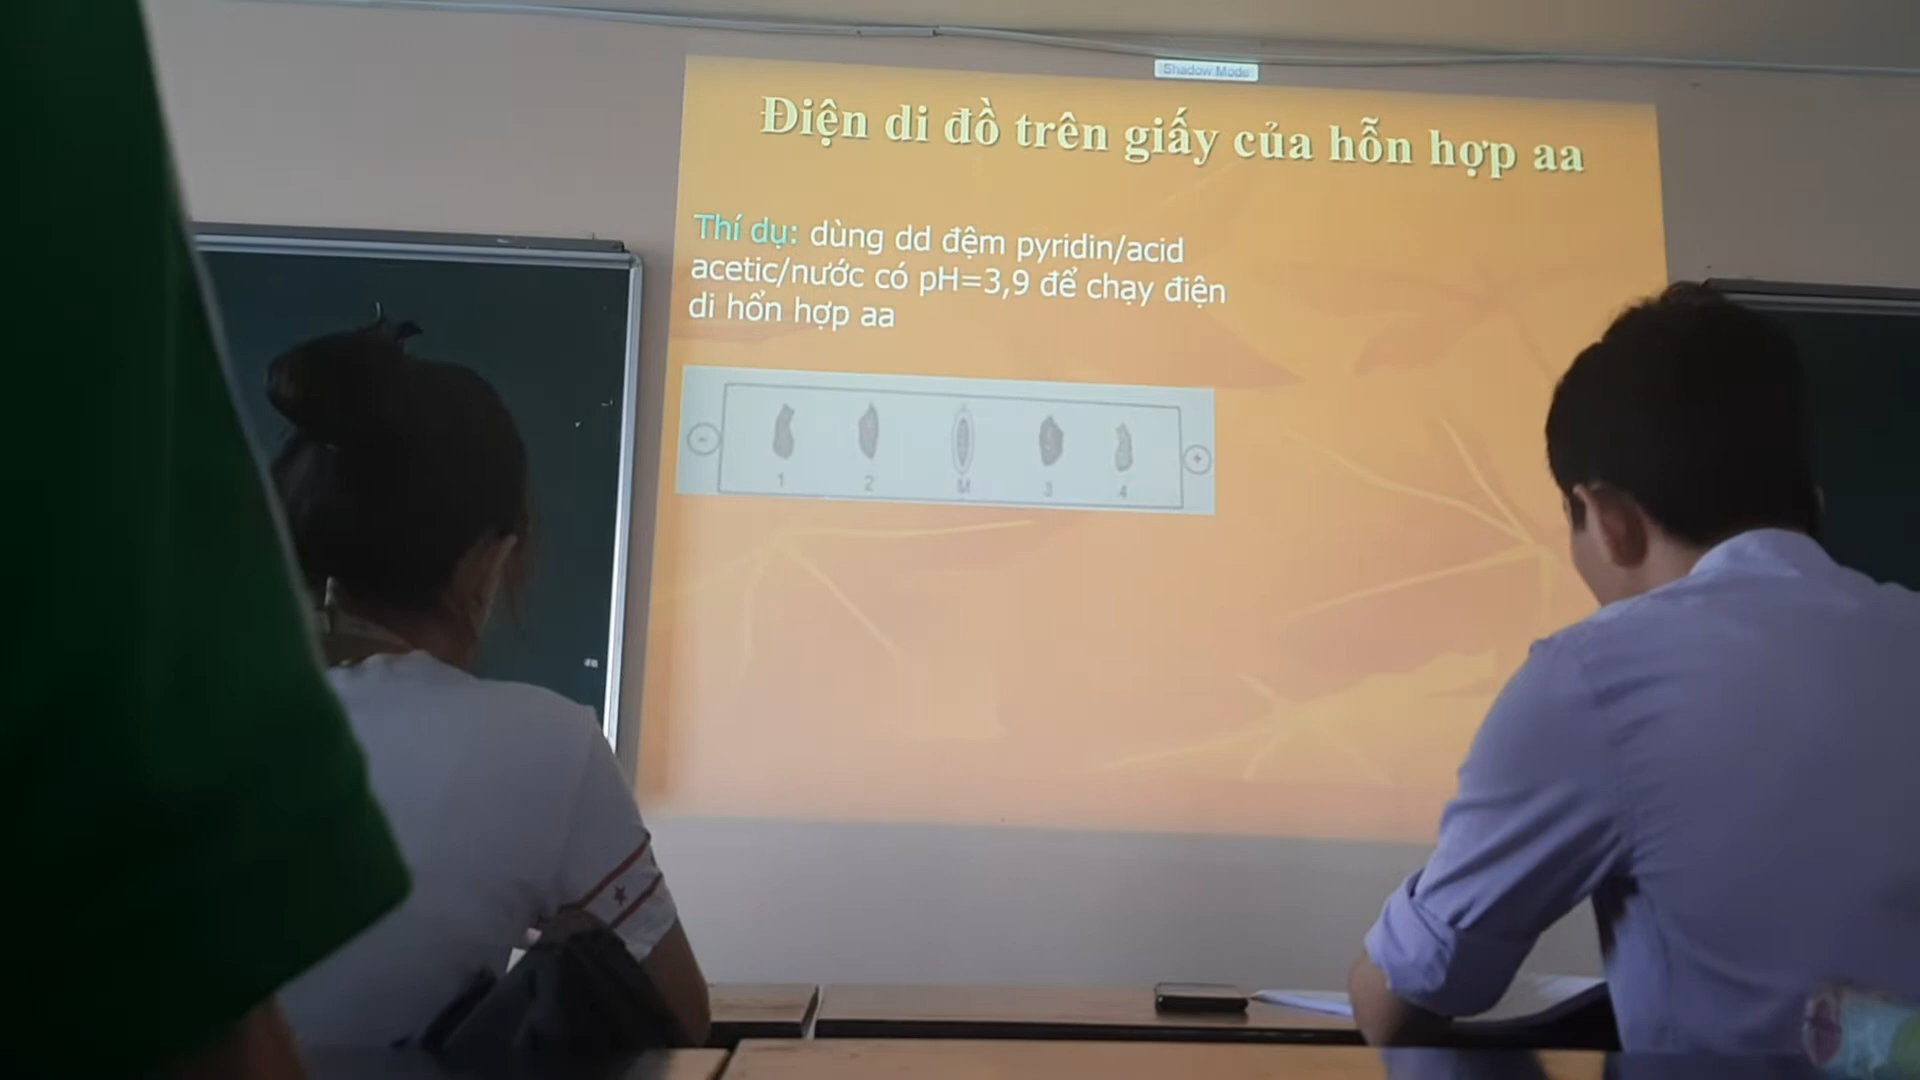 Shadow Mode
Điện di đồ trên giấy của hỗn hợp aa
Thí dụ: dùng dd đệm pyridin/acid
acetic/nước có pH=3,9 để chạy điện
di hổn hợp aa
- +
1 2 M 3 4